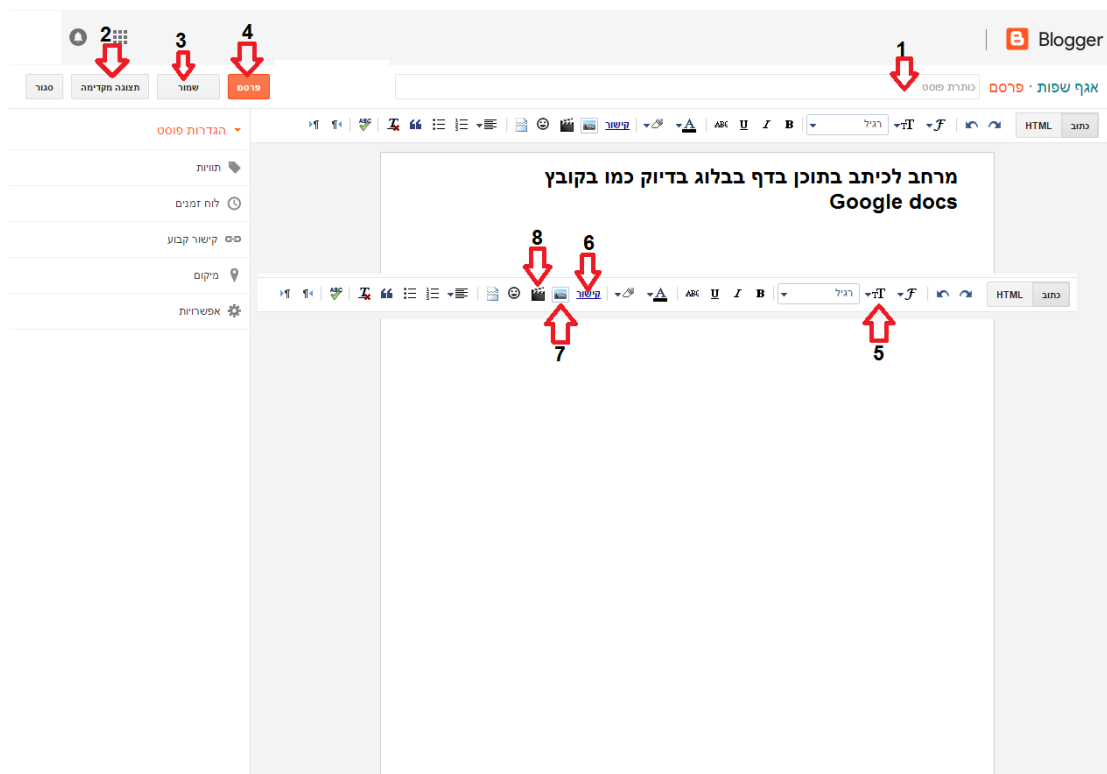 Blogger
1
4
3
2
אגף שפות · פרסם
כותרת פוסט
פרסם
שמור
תצוגה מקדימה
סגור
כתוב HTML
רגיל
B I U ABC A קישור
הגדרות פוסט
תוויות
לוח זמנים
קישור קבוע
מיקום
אפשרויות
מרחב לכיתב בתוכן בדף בבלוג בדיוק כמו בקובץ
Google docs
6
8
כתוב HTML
רגיל
B I U ABC A קישור
5
7